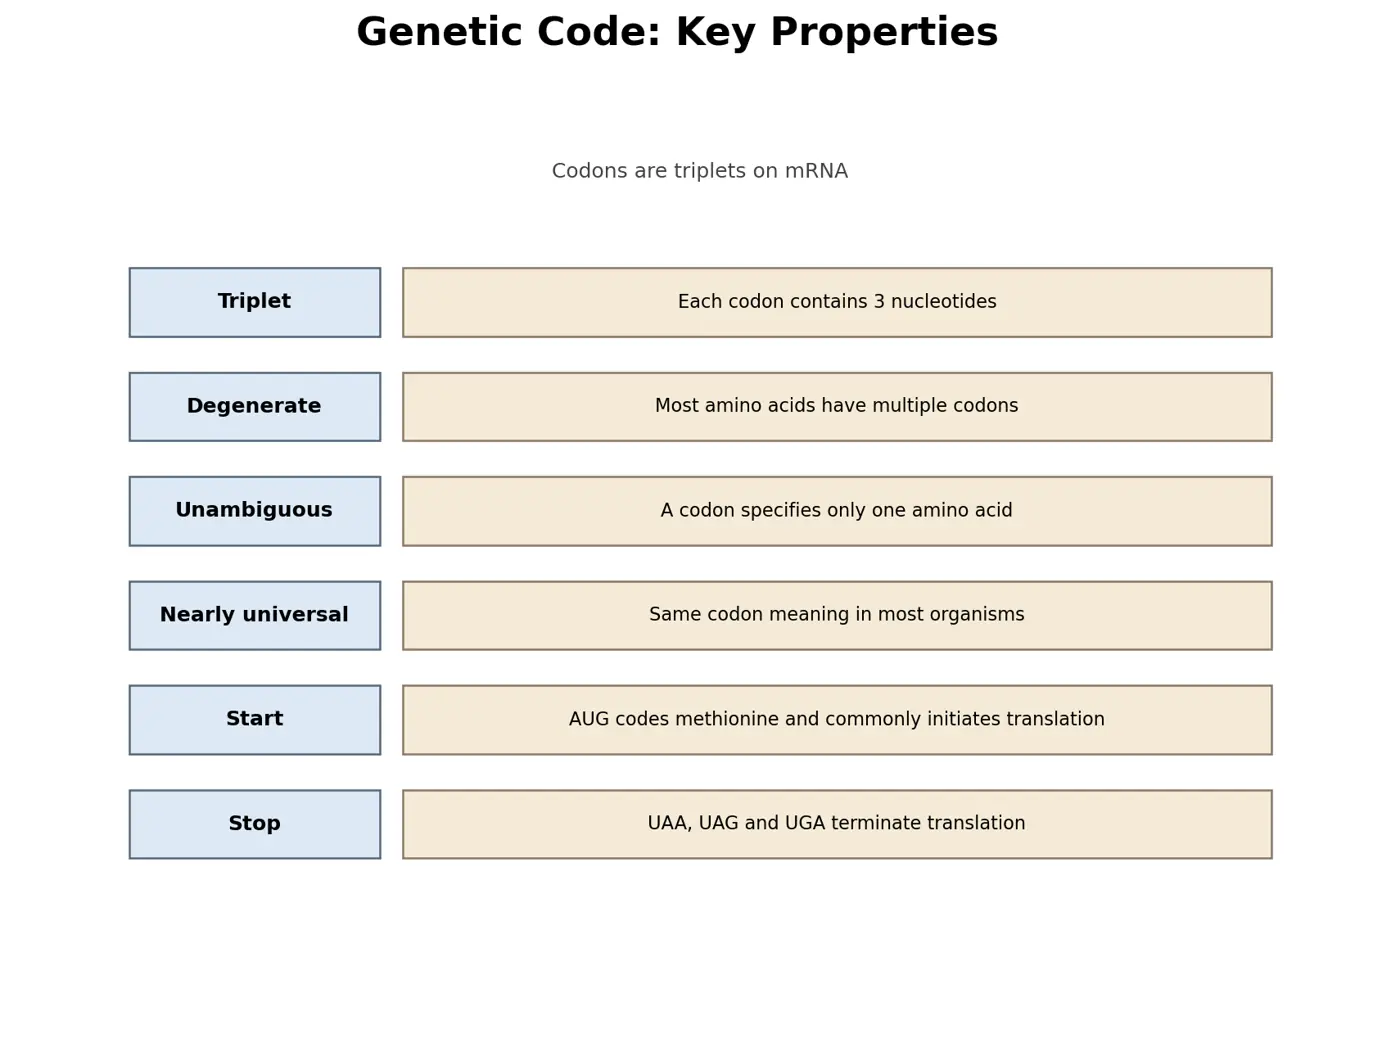 Genetic Code: Key Properties
Codons are triplets on mRNA
Triplet
Each codon contains 3 nucleotides
Degenerate
Most amino acids have multiple codons
Unambiguous
A codon specifies only one amino acid
Nearly universal
Same codon meaning in most organisms
Start
AUG codes methionine and commonly initiates translation
Stop
UAA, UAG and UGA terminate translation